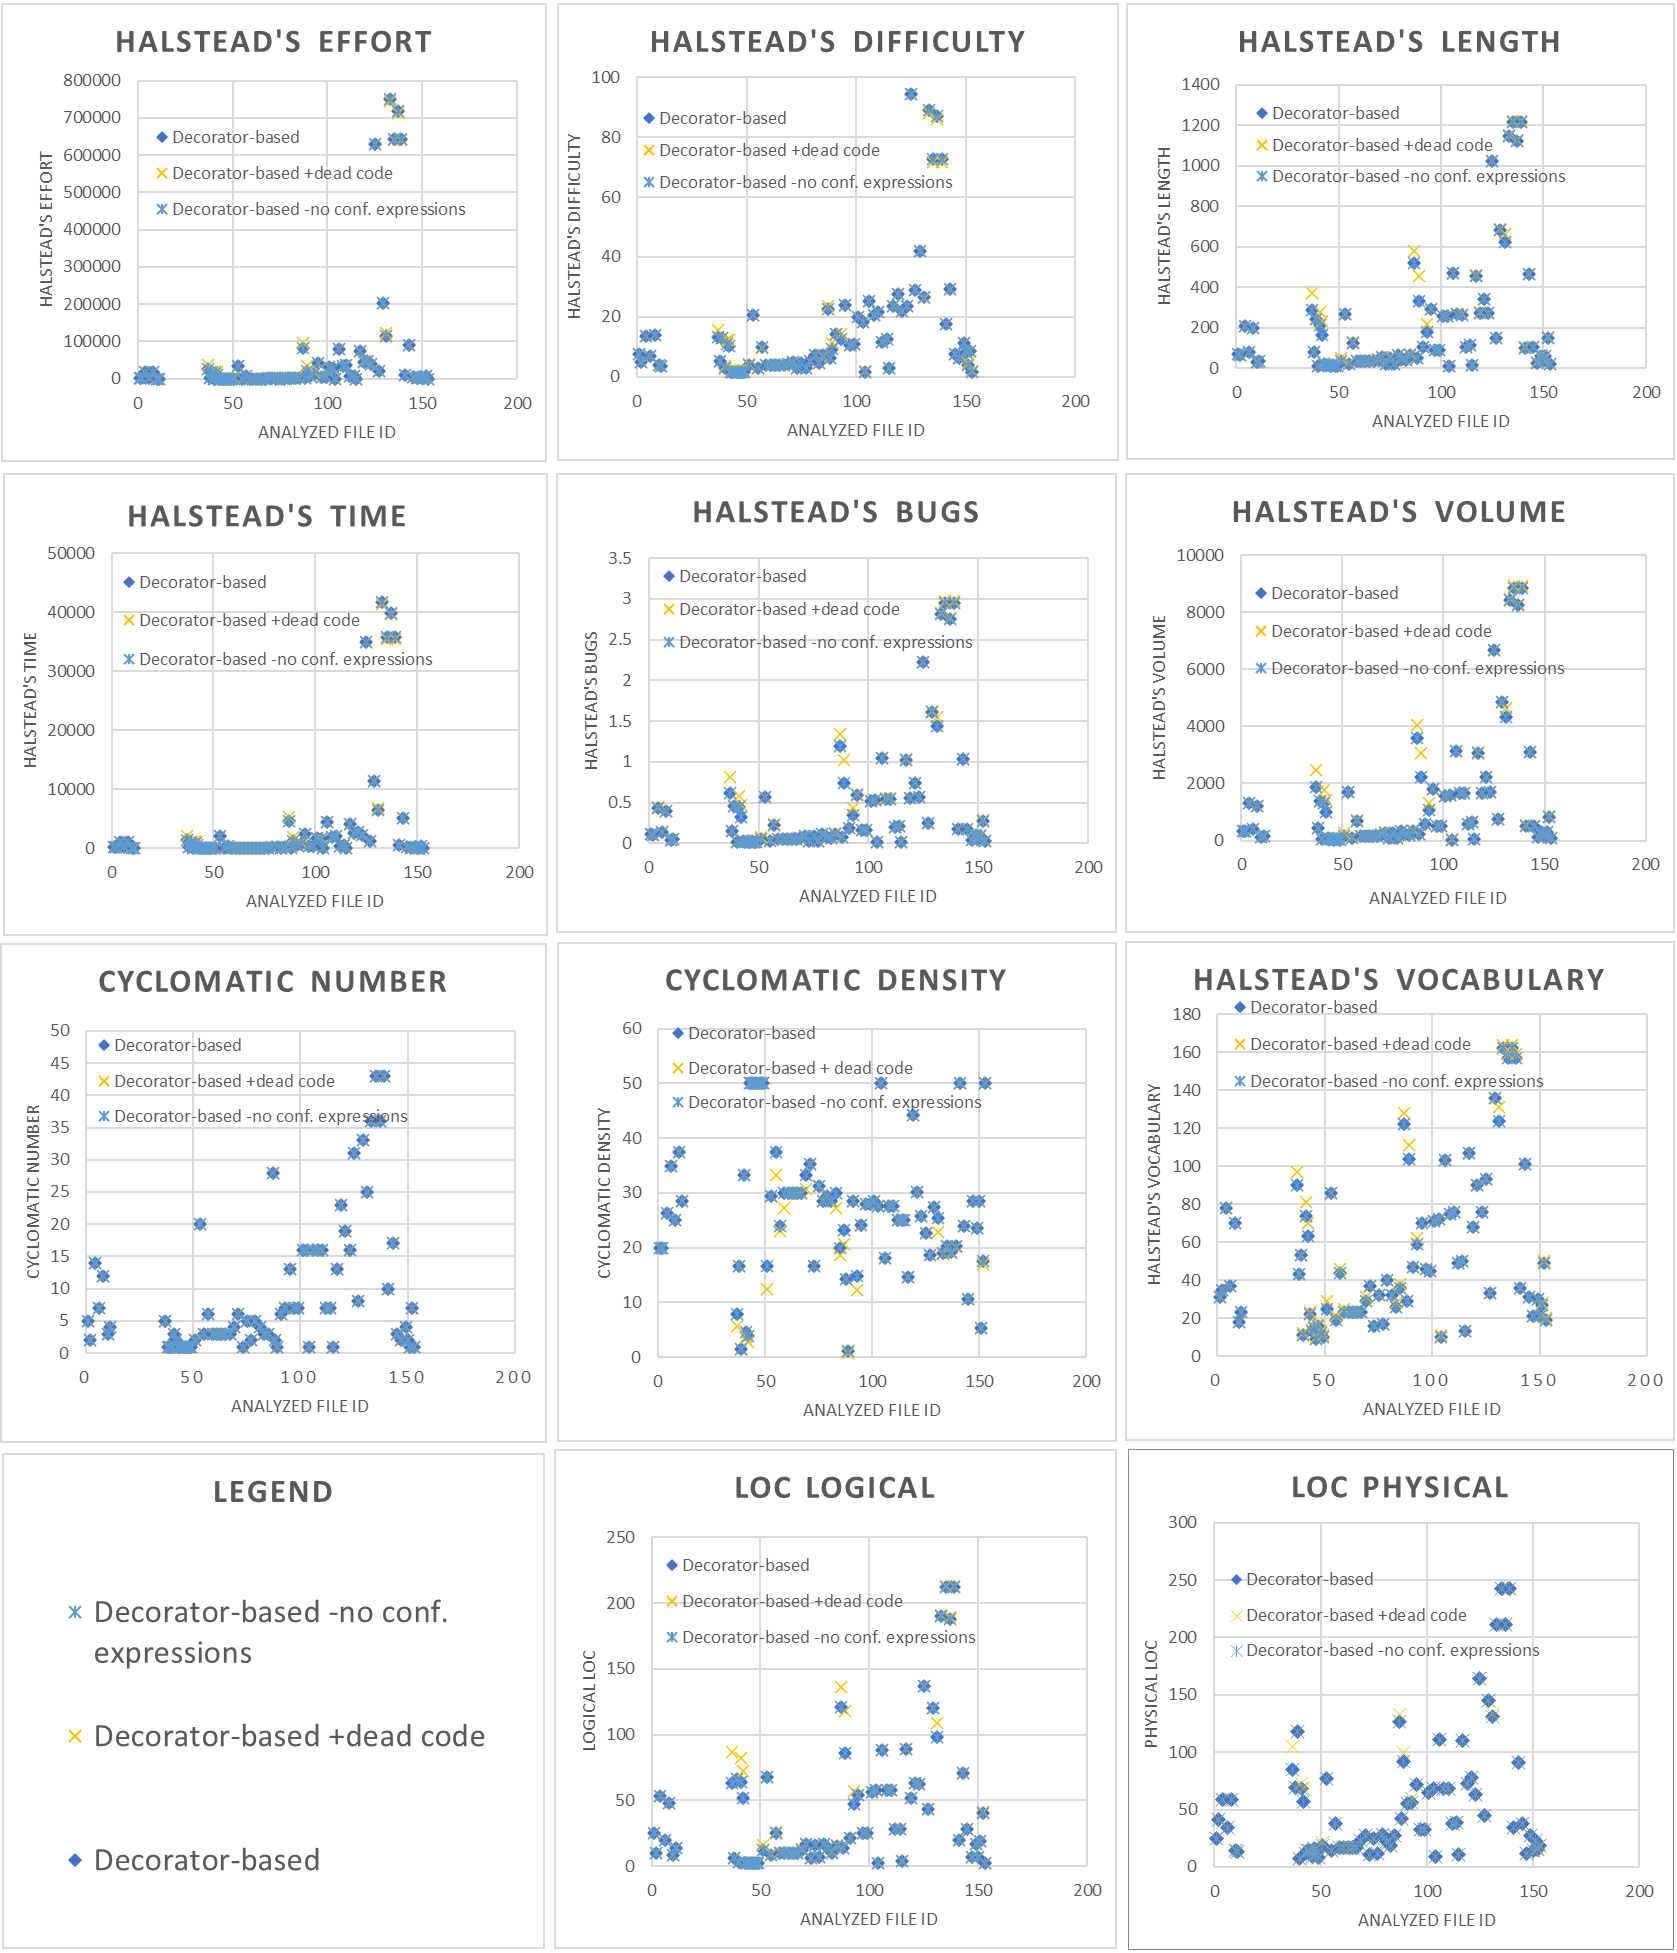 HALSTEAD'S EFFORT
800000
700000
600000
500000
400000
300000
200000
100000
0
0 50 100 150 200
HALSTEAD'S EFFORT
ANALYZED FILE ID
Decorator-based
Decorator-based +dead code
Decorator-based -no conf. expressions
HALSTEAD'S DIFFICULTY
100
80
60
40
20
0
0 50 100 150 200
HALSTEAD'S DIFFICULTY
ANALYZED FILE ID
Decorator-based
Decorator-based +dead code
Decorator-based -no conf. expressions
HALSTEAD'S LENGTH
1400
1200
1000
800
600
400
200
0
0 50 100 150 200
HALSTEAD'S LENGTH
ANALYZED FILE ID
Decorator-based
Decorator-based +dead code
Decorator-based -no conf. expressions
HALSTEAD'S TIME
50000
40000
30000
20000
10000
0
0 50 100 150 200
HALSTEAD'S TIME
ANALYZED FILE ID
Decorator-based
Decorator-based +dead code
Decorator-based -no conf. expressions
HALSTEAD'S BUGS
3.5
3
2.5
2
1.5
1
0.5
0
0 50 100 150 200
HALSTEAD'S BUGS
ANALYZED FILE ID
Decorator-based
Decorator-based +dead code
Decorator-based -no conf. expressions
HALSTEAD'S VOLUME
10000
8000
6000
4000
2000
0
0 50 100 150 200
HALSTEAD'S VOLUME
ANALYZED FILE ID
Decorator-based
Decorator-based +dead code
Decorator-based -no conf. expressions
CYCLOMATIC NUMBER
50
45
40
35
30
25
20
15
10
5
0
0 50 100 150 200
CYCLOMATIC NUMBER
ANALYZED FILE ID
Decorator-based
Decorator-based +dead code
Decorator-based -no conf. expressions
CYCLOMATIC DENSITY
60
50
40
30
20
10
0
0 50 100 150 200
CYCLOMATIC DENSITY
ANALYZED FILE ID
Decorator-based
Decorator-based + dead code
Decorator-based -no conf. expressions
HALSTEAD'S VOCABULARY
180
160
140
120
100
80
60
40
20
0
0 50 100 150 200
HALSTEAD'S VOCABULARY
ANALYZED FILE ID
Decorator-based
Decorator-based +dead code
Decorator-based -no conf. expressions
LEGEND
Decorator-based -no conf.
expressions
Decorator-based +dead code
Decorator-based
LOC LOGICAL
250
200
150
100
50
0
0 50 100 150 200
LOGICAL LOC
ANALYZED FILE ID
Decorator-based
Decorator-based +dead code
Decorator-based -no conf. expressions
LOC PHYSICAL
300
250
200
150
100
50
0
0 50 100 150 200
PHYSICAL LOC
ANALYZED FILE ID
Decorator-based
Decorator-based +dead code
Decorator-based -no conf. expressions